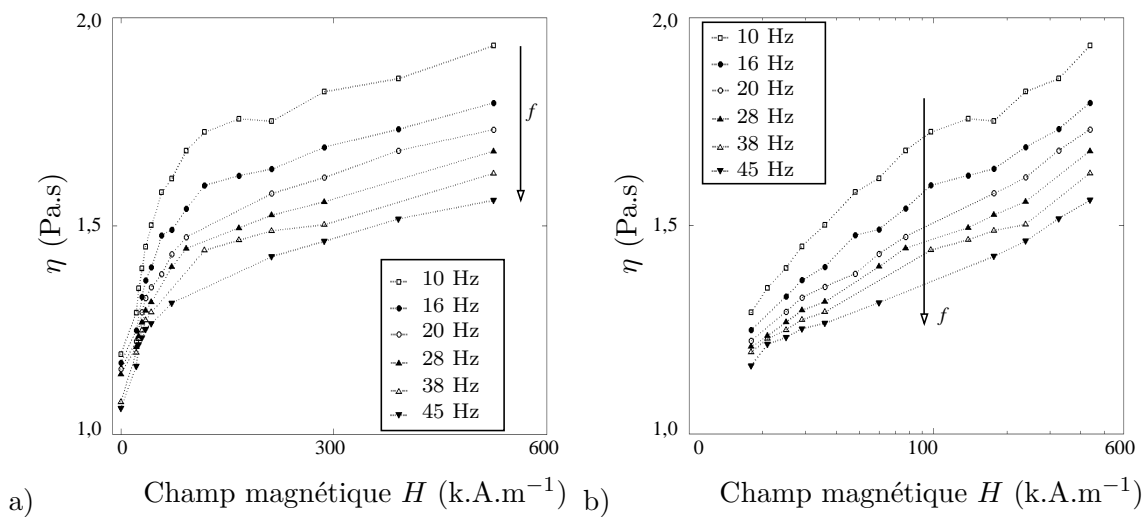 2,0
1,5
1,0
η (Pa.s)
0
300
600
f
10 Hz
16 Hz
20 Hz
28 Hz
38 Hz
45 Hz
a)
Champ magnétique H (k.A.m⁻¹)
2,0
1,5
1,0
η (Pa.s)
0
100
600
10 Hz
16 Hz
20 Hz
28 Hz
38 Hz
45 Hz
f
b)
Champ magnétique H (k.A.m⁻¹)